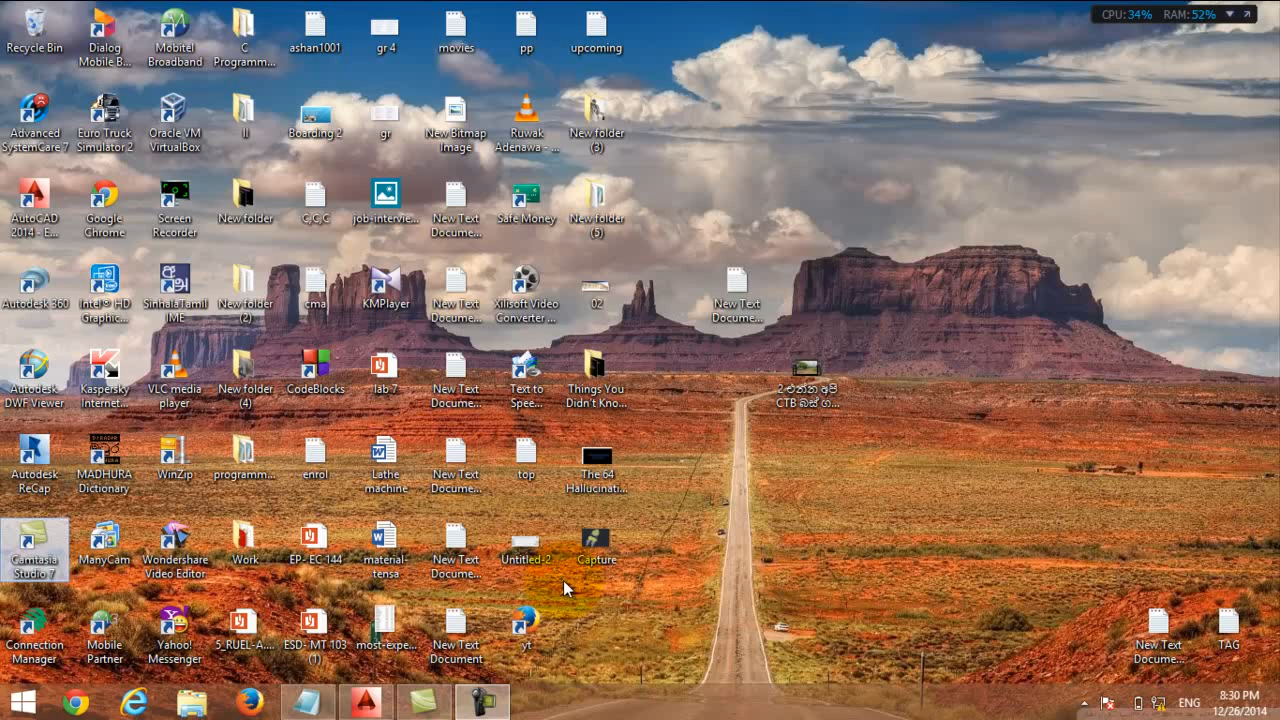 CPU:34% RAM:52%
Recycle Bin
Dialog
Mobile B...
Mobitel
Broadband
C
Programm...
ashan1001
gr 4
movies
pp
upcoming
Advanced
SystemCare 7
Euro Truck
Simulator 2
Oracle VM
VirtualBox
II
Boarding 2
gr
New Bitmap
Image
Ruwak
Adenawa - ...
New folder
(3)
AutoCAD
2014 - E...
Google
Chrome
Screen
Recorder
New folder
C,C,C
job-intervie...
New Text
Docume...
Safe Money
New folder
(5)
Autodesk 360
Intel® HD
Graphic...
SinhalaTamil
IME
New folder
(2)
cma
KMPlayer
New Text
Docume...
Xilisoft Video
Converter ...
02
New Text
Docume...
Autodesk
DWF Viewer
Kaspersky
Internet...
VLC media
player
New folder
(4)
CodeBlocks
lab 7
New Text
Docume...
Text to
Spee...
Things You
Didn't Kno...
2 එන්න අපි
CTB බස් ග...
Autodesk
ReCap
MADHURA
Dictionary
WinZip
programm...
enrol
Lathe
machine
New Text
Docume...
top
The 64
Hallucinati...
Camtasia
Studio 7
ManyCam
Wondershare
Video Editor
Work
EP- EC 144
material-
tensa
New Text
Docume...
Untitled-2
Capture
Connection
Manager
Mobile
Partner
Yahoo!
Messenger
5_RUEL-A....
ESD- MT 103
(1)
most-expe...
New Text
Document
yt
New Text
Docume...
TAG
ENG
8:30 PM
12/26/2014